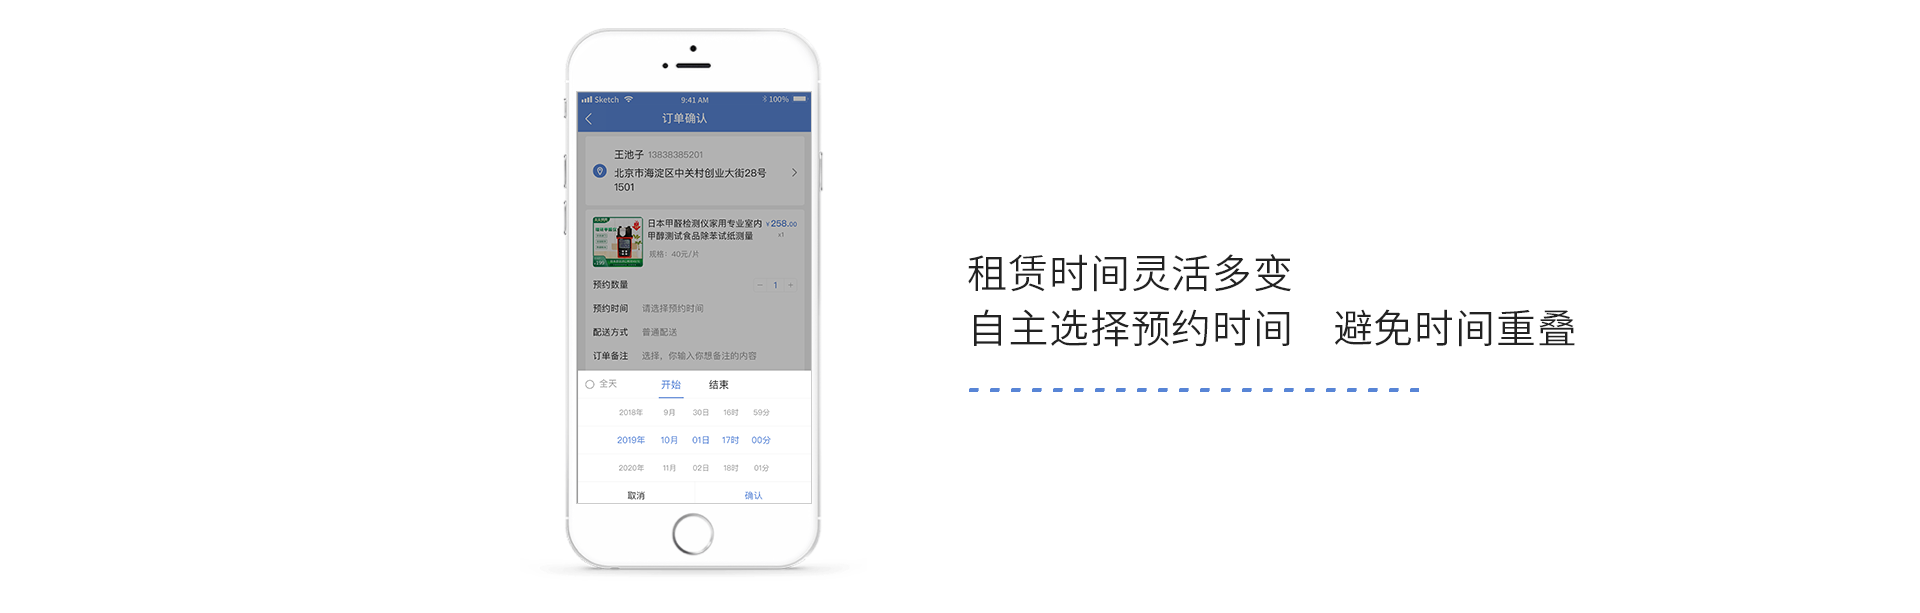 Sketch 9:41 AM 100%
订单确认
王池子 13838385201
北京市海淀区中关村创业大街28号
1501
日本甲醛检测仪家用专业室内 ¥258.00
甲醇测试食品除苯试纸测量 x1
规格：40元/片
预约数量 − 1 +
预约时间 请选择预约时间
配送方式 普通配送
订单备注 选择，你输入你想备注的内容
全天 开始 结束
2018年 9月 30日 16时 59分
2019年 10月 01日 17时 00分
2020年 11月 02日 18时 01分
取消 确认
租赁时间灵活多变
自主选择预约时间 避免时间重叠